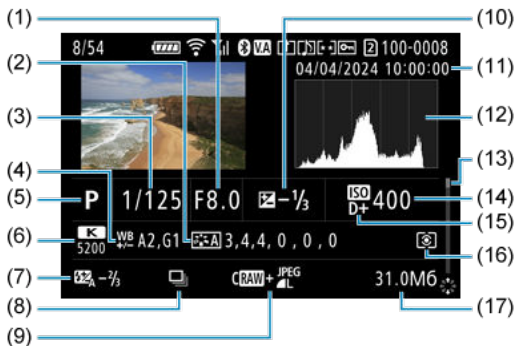 (1) (10)
8/54 V.A 2 100-0008
(2) 04/04/2024 10:00:00 (11)
(3) (12)
(4) (13)
(5) P 1/125 F8.0 −⅓ ISO D+ 400 (14)
(15)
(6) K 5200 WB +/− A2,G1 A 3,4,4, 0 , 0 , 0 (16)
(7) A −⅔ CRAW+ JPEG L 31.0Мб
(8) (17)
(9)